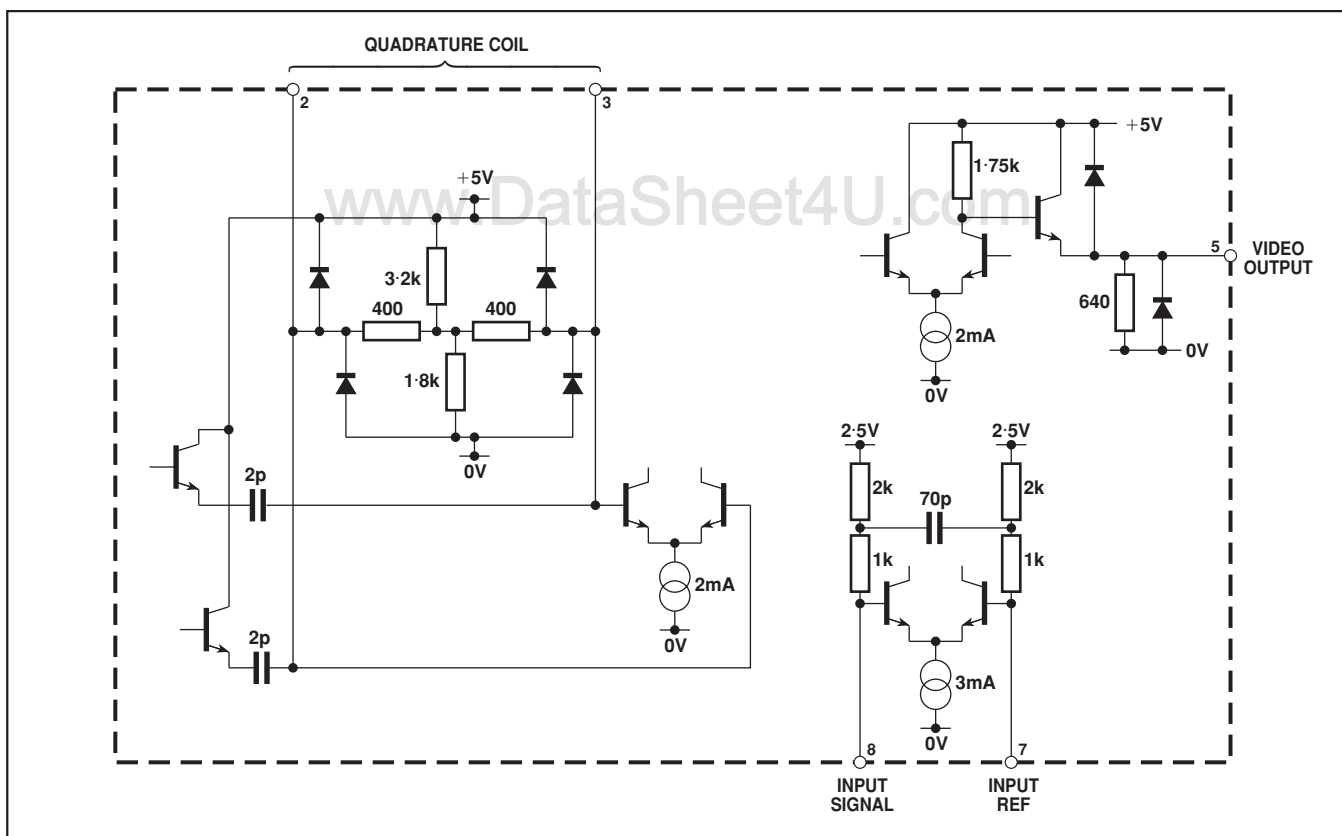 QUADRATURE COIL
2
3
+5V
1·75k
www.DataSheet4U.com
+5V
3·2k
5
VIDEO
OUTPUT
400
400
640
2mA
0V
1·8k
0V
2·5V
2·5V
0V
2p
2k
70p
2k
1k
1k
2mA
2p
0V
3mA
0V
8
7
INPUT
SIGNAL
INPUT
REF